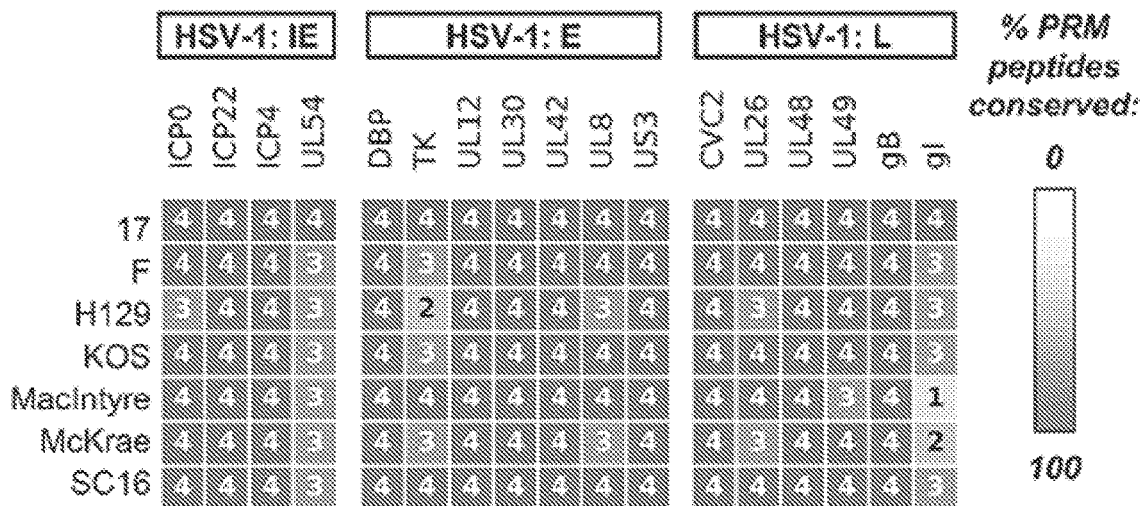 HSV-1: IE HSV-1: E HSV-1: L
ICP0 ICP22 ICP4 UL54 DBP TK UL12 UL30 UL42 UL8 US3 CVC2 UL26 UL48 UL49 gB gI
17 4 4 4 4 4 4 4 4 4 4 4 4 4 4 4 4 4
F 4 4 4 3 4 3 4 4 4 4 4 4 4 4 4 4 3
H129 3 4 4 3 4 2 4 4 4 3 4 4 3 4 4 4 3
KOS 4 4 4 3 4 3 4 4 4 4 4 4 4 4 4 4 3
MacIntyre 4 4 4 3 4 4 4 4 4 4 4 4 4 4 3 4 1
McKrae 4 4 4 3 4 3 4 4 4 3 4 4 3 4 4 4 2
SC16 4 4 4 3 4 4 4 4 4 4 4 4 4 4 4 4 3
% PRM
peptides
conserved:
0
100